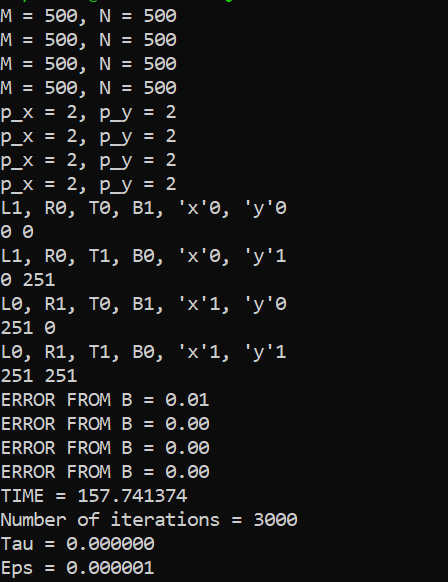 M = 500, N = 500
M = 500, N = 500
M = 500, N = 500
M = 500, N = 500
p_x = 2, p_y = 2
p_x = 2, p_y = 2
p_x = 2, p_y = 2
p_x = 2, p_y = 2
L1, R0, T0, B1, 'x'0, 'y'0
0 0
L1, R0, T1, B0, 'x'0, 'y'1
0 251
L0, R1, T0, B1, 'x'1, 'y'0
251 0
L0, R1, T1, B0, 'x'1, 'y'1
251 251
ERROR FROM B = 0.01
ERROR FROM B = 0.00
ERROR FROM B = 0.00
ERROR FROM B = 0.00
TIME = 157.741374
Number of iterations = 3000
Tau = 0.000000
Eps = 0.000001